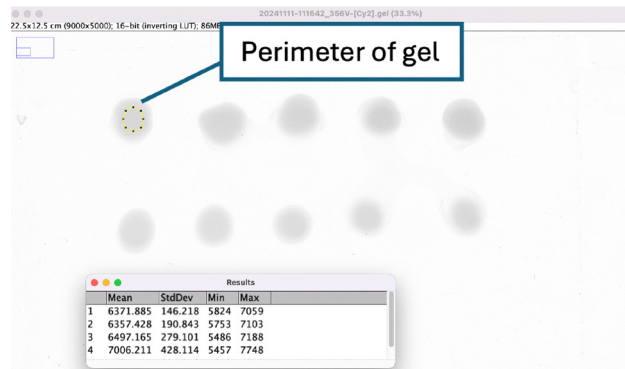 20241111-111642_356V-[Cy2].gel (33.3%)
22.5x12.5 cm (9000x5000); 16-bit (inverting LUT); 86M
Perimeter of gel
Results
Mean StdDev Min Max
1 6371.885 146.218 5824 7059
2 6357.428 190.843 5753 7103
3 6497.165 279.101 5486 7188
4 7006.211 428.114 5457 7748